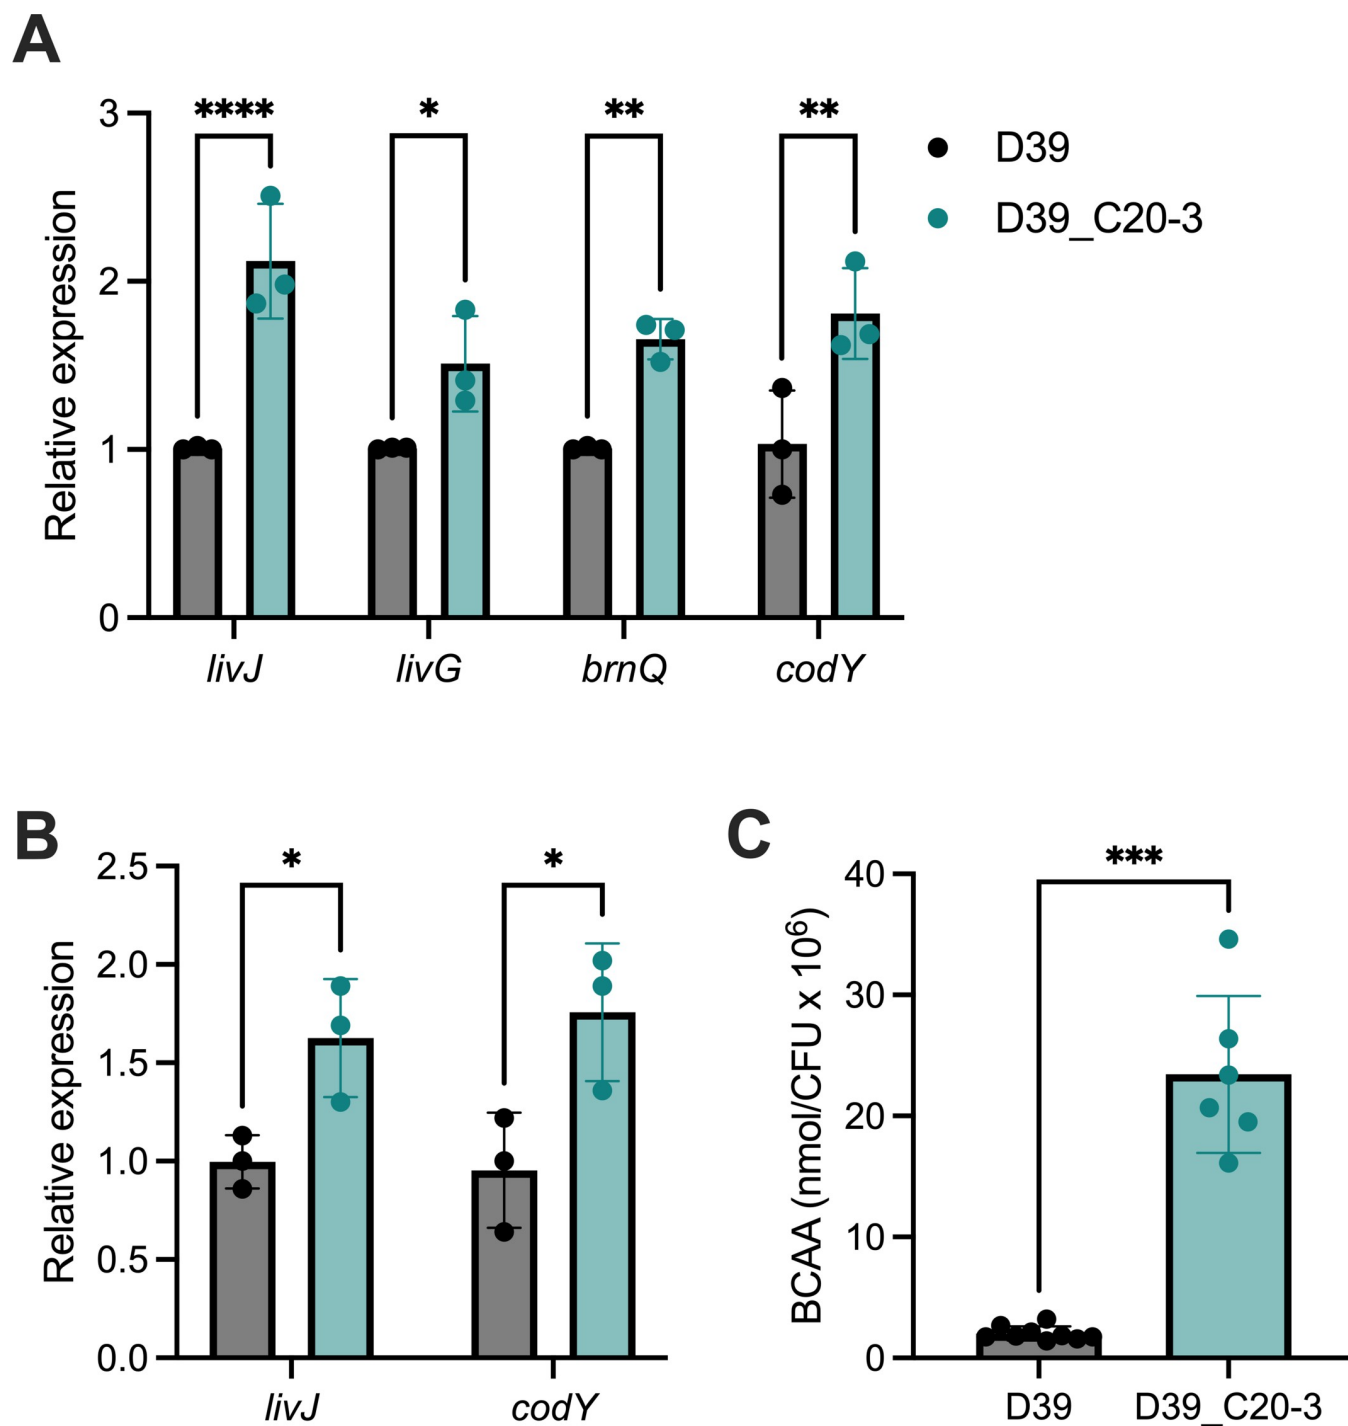 A
Relative expression
3
2
1
0
****
*
**
**
livJ
livG
brnQ
codY
D39
D39_C20-3
B
Relative expression
2.5
2.0
1.5
1.0
0.5
0.0
*
*
livJ
codY
C
BCAA (nmol/CFU x 10⁶)
40
30
20
10
0
***
D39
D39_C20-3